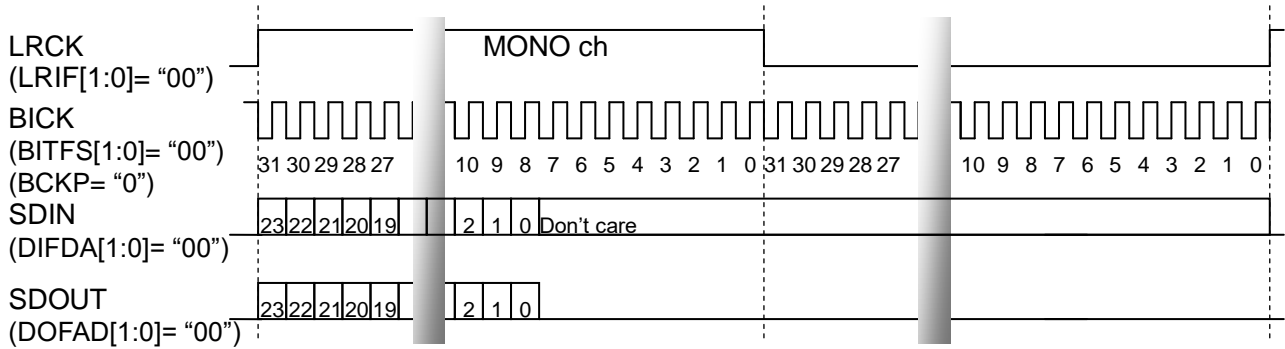 LRCK MONO ch
(LRIF[1:0]= “00”)
BICK
(BITFS[1:0]= “00”)
31 30 29 28 27 10 9 8 7 6 5 4 3 2 1 0 31 30 29 28 27 10 9 8 7 6 5 4 3 2 1 0
(BCKP= “0”)
SDIN
23 22 21 20 19 2 1 0 Don’t care
(DIFDA[1:0]= “00”)
SDOUT
23 22 21 20 19 2 1 0
(DOFAD[1:0]= “00”)